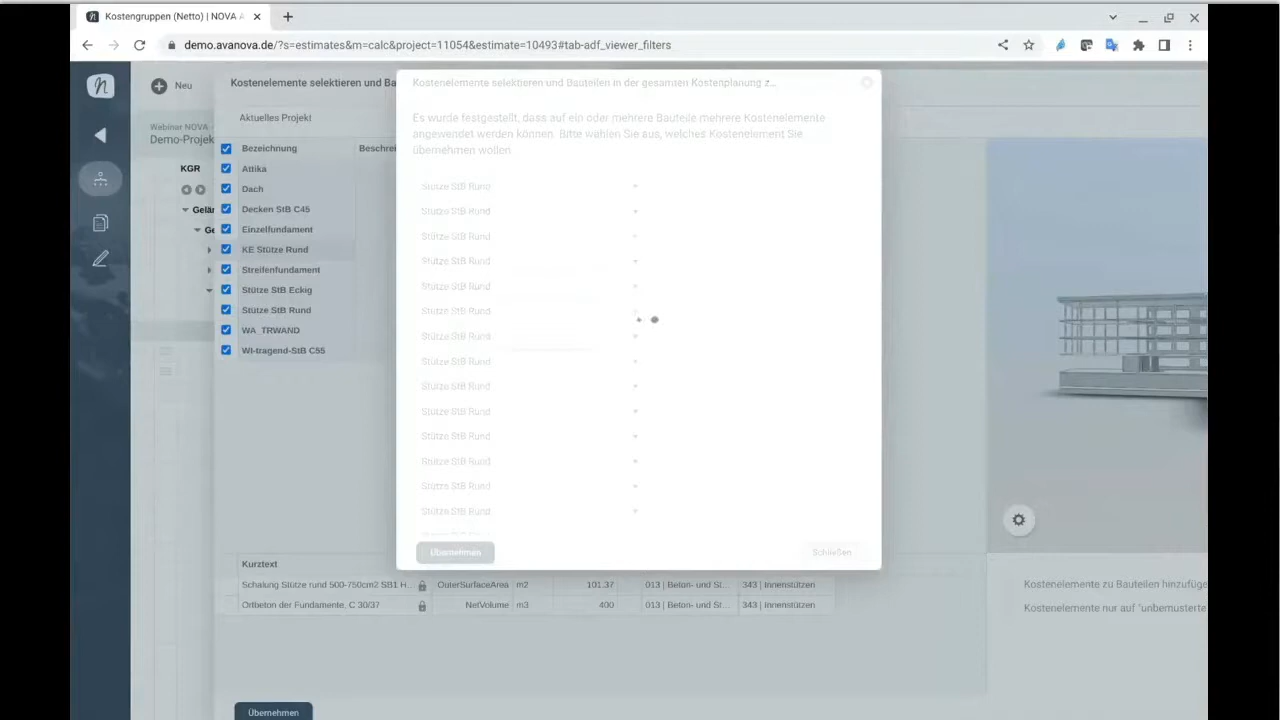 Kostengruppen (Netto) | NOVA A
demo.avanova.de/?s=estimates&m=calc&project=11054&estimate=10493#tab-adf_viewer_filters
n
Neu
Kostenelemente selektieren und Ba
Kostenelemente selektieren und Bauteilen in der gesamten Kostenplanung z...
Aktuelles Projekt
Es wurde festgestellt, dass auf ein oder mehrere Bauteile mehrere Kostenelemente
angewendet werden können. Bitte wählen Sie aus, welches Kostenelement Sie
übernehmen wollen
Webinar NOVA
Demo-Projek
Bezeichnung
Beschrei
KGR
Attika
Dach
Gelän
Decken StB C45
Ge
Einzelfundament
KE Stütze Rund
Streifenfundament
Stütze StB Eckig
Stütze StB Rund
WA_TRWAND
WI-tragend-StB C55
Stütze StB Rund
Stütze StB Rund
Stütze StB Rund
Stütze StB Rund
Stütze StB Rund
Stütze StB Rund
Stütze StB Rund
Stütze StB Rund
Stütze StB Rund
Stütze StB Rund
Stütze StB Rund
Stütze StB Rund
Stütze StB Rund
Stütze StB Rund
Übernehmen
Schließen
Kurztext
Schalung Stütze rund 500-750cm2 SB1 H... OuterSurfaceArea m2 101.37 013 | Beton- und St... 343 | Innenstützen
Ortbeton der Fundamente, C 30/37 NetVolume m3 400 013 | Beton- und St... 343 | Innenstützen
Kostenelemente zu Bauteilen hinzufüge
Kostenelemente nur auf "unbemusterte
Übernehmen